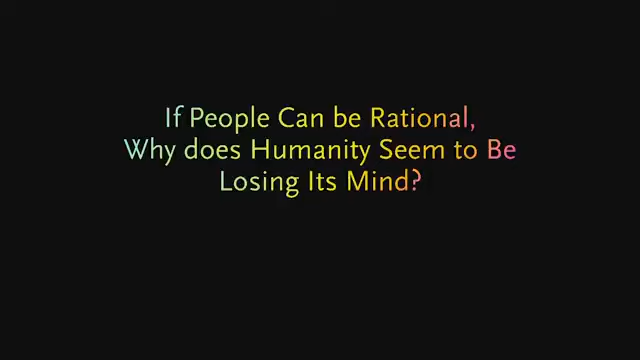 If People Can be Rational,
Why does Humanity Seem to Be
Losing Its Mind?